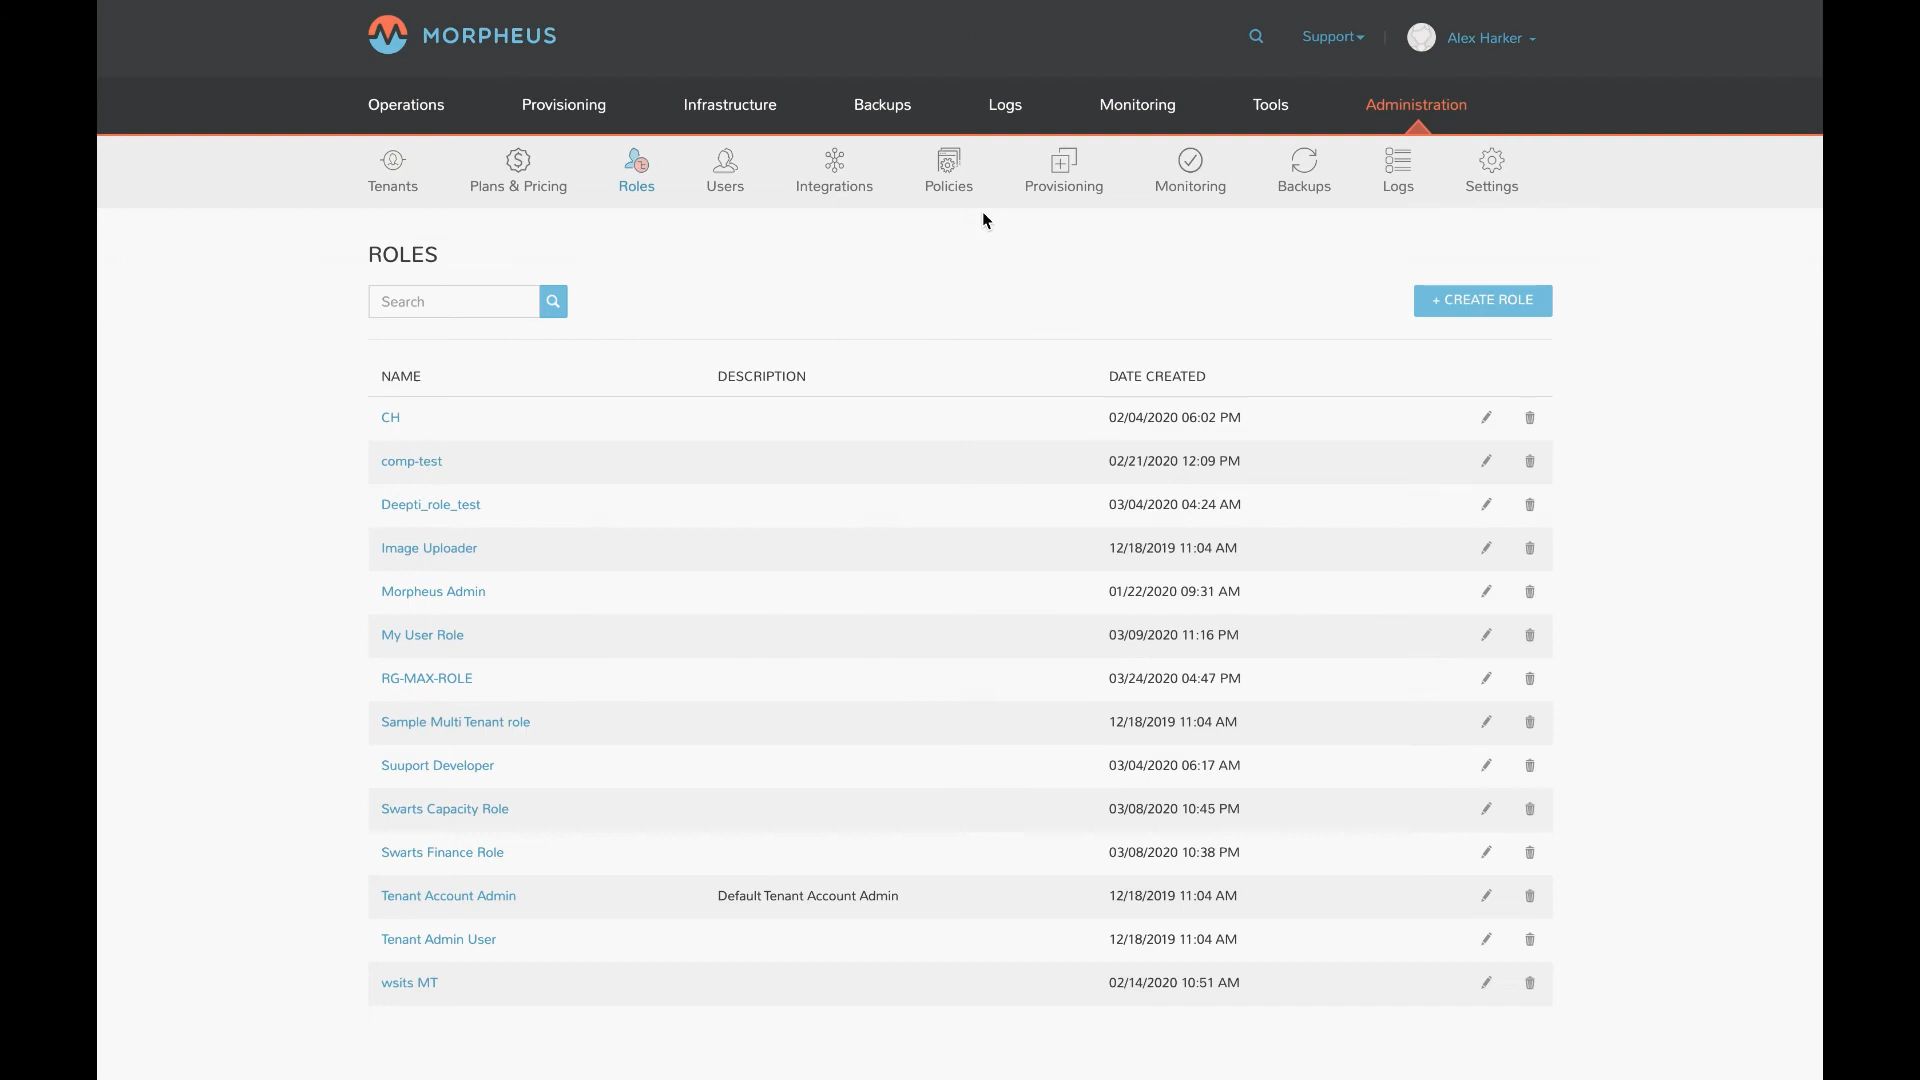 MORPHEUS
Support
Alex Harker
Operations Provisioning Infrastructure Backups Logs Monitoring Tools Administration
Tenants Plans & Pricing Roles Users Integrations Policies Provisioning Monitoring Backups Logs Settings
ROLES
Search
+ CREATE ROLE
NAME DESCRIPTION DATE CREATED
CH 02/04/2020 06:02 PM
comp-test 02/21/2020 12:09 PM
Deepti_role_test 03/04/2020 04:24 AM
Image Uploader 12/18/2019 11:04 AM
Morpheus Admin 01/22/2020 09:31 AM
My User Role 03/09/2020 11:16 PM
RG-MAX-ROLE 03/24/2020 04:47 PM
Sample Multi Tenant role 12/18/2019 11:04 AM
Suuport Developer 03/04/2020 06:17 AM
Swarts Capacity Role 03/08/2020 10:45 PM
Swarts Finance Role 03/08/2020 10:38 PM
Tenant Account Admin Default Tenant Account Admin 12/18/2019 11:04 AM
Tenant Admin User 12/18/2019 11:04 AM
wsits MT 02/14/2020 10:51 AM